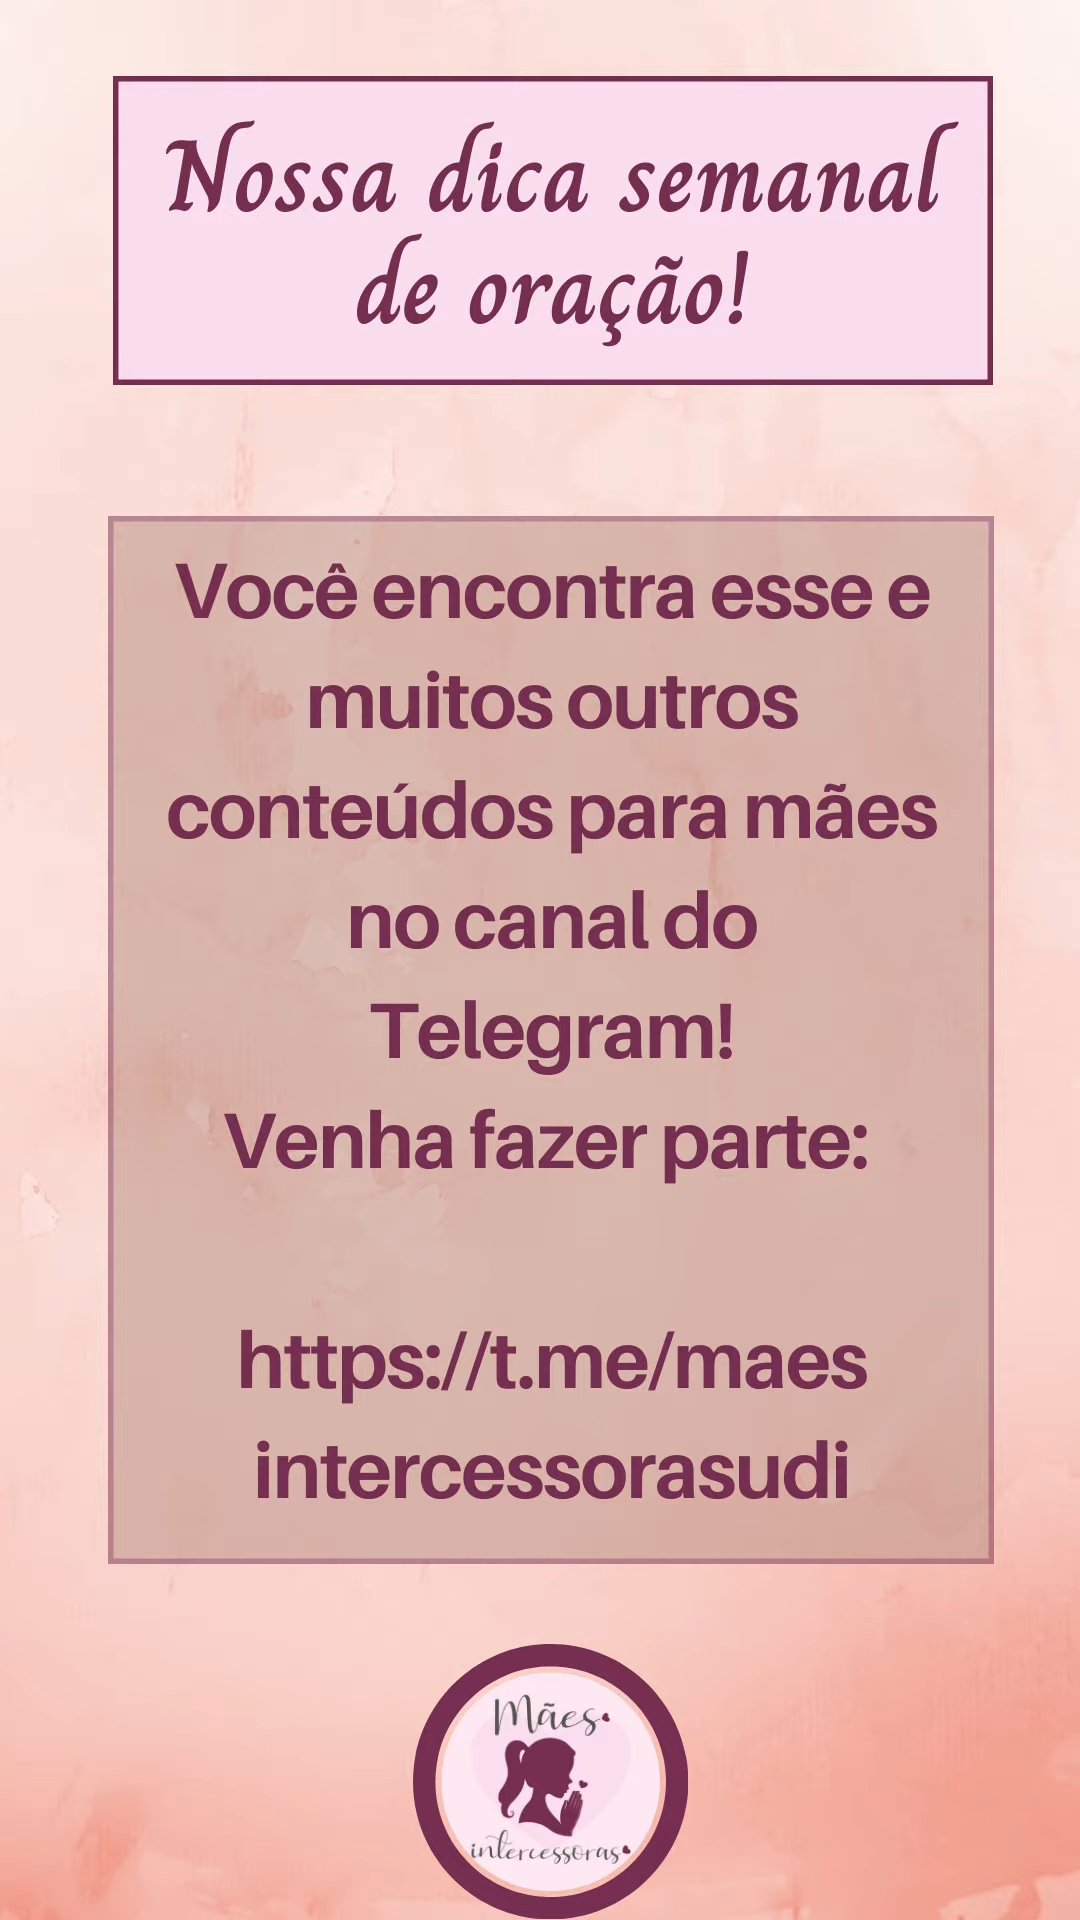 Nossa dica semanal
de oração!
Você encontra esse e
muitos outros
conteúdos para mães
no canal do
Telegram!
Venha fazer parte:
https://t.me/maes
intercessorasudi
Mães
intercessoras